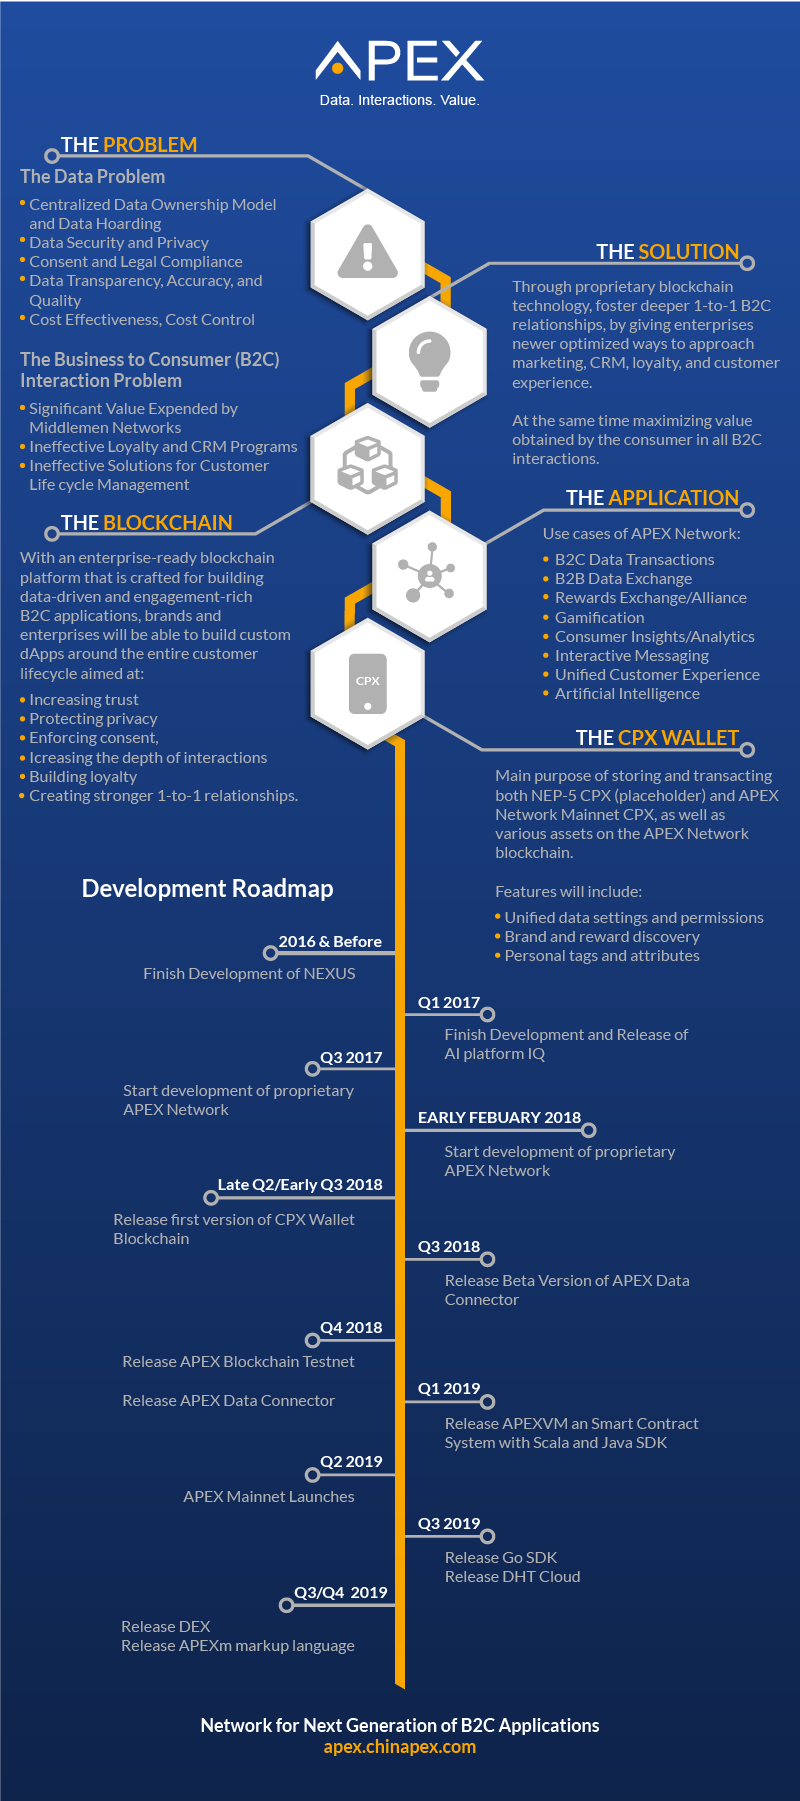 APEX
Data. Interactions. Value.
THE PROBLEM
The Data Problem
• Centralized Data Ownership Model
and Data Hoarding
• Data Security and Privacy
• Consent and Legal Compliance
• Data Transparency, Accuracy, and
Quality
• Cost Effectiveness, Cost Control
The Business to Consumer (B2C)
Interaction Problem
• Significant Value Expended by
Middlemen Networks
• Ineffective Loyalty and CRM Programs
• Ineffective Solutions for Customer
Life cycle Management
THE SOLUTION
Through proprietary blockchain
technology, foster deeper 1-to-1 B2C
relationships, by giving enterprises
newer optimized ways to approach
marketing, CRM, loyalty, and customer
experience.
At the same time maximizing value
obtained by the consumer in all B2C
interactions.
THE BLOCKCHAIN
With an enterprise-ready blockchain
platform that is crafted for building
data-driven and engagement-rich
B2C applications, brands and
enterprises will be able to build custom
dApps around the entire customer
lifecycle aimed at:
• Increasing trust
• Protecting privacy
• Enforcing consent,
• Icreasing the depth of interactions
• Building loyalty
• Creating stronger 1-to-1 relationships.
THE APPLICATION
Use cases of APEX Network:
• B2C Data Transactions
• B2B Data Exchange
• Rewards Exchange/Alliance
• Gamification
• Consumer Insights/Analytics
• Interactive Messaging
• Unified Customer Experience
• Artificial Intelligence
CPX
THE CPX WALLET
Main purpose of storing and transacting
both NEP-5 CPX (placeholder) and APEX
Network Mainnet CPX, as well as
various assets on the APEX Network
blockchain.
Features will include:
• Unified data settings and permissions
• Brand and reward discovery
• Personal tags and attributes
Development Roadmap
2016 & Before
Finish Development of NEXUS
Q1 2017
Finish Development and Release of
AI platform IQ
Q3 2017
Start development of proprietary
APEX Network
EARLY FEBUARY 2018
Start development of proprietary
APEX Network
Late Q2/Early Q3 2018
Release first version of CPX Wallet
Blockchain
Q3 2018
Release Beta Version of APEX Data
Connector
Q4 2018
Release APEX Blockchain Testnet
Release APEX Data Connector
Q1 2019
Release APEXVM an Smart Contract
System with Scala and Java SDK
Q2 2019
APEX Mainnet Launches
Q3 2019
Release Go SDK
Release DHT Cloud
Q3/Q4 2019
Release DEX
Release APEXm markup language
Network for Next Generation of B2C Applications
apex.chinapex.com